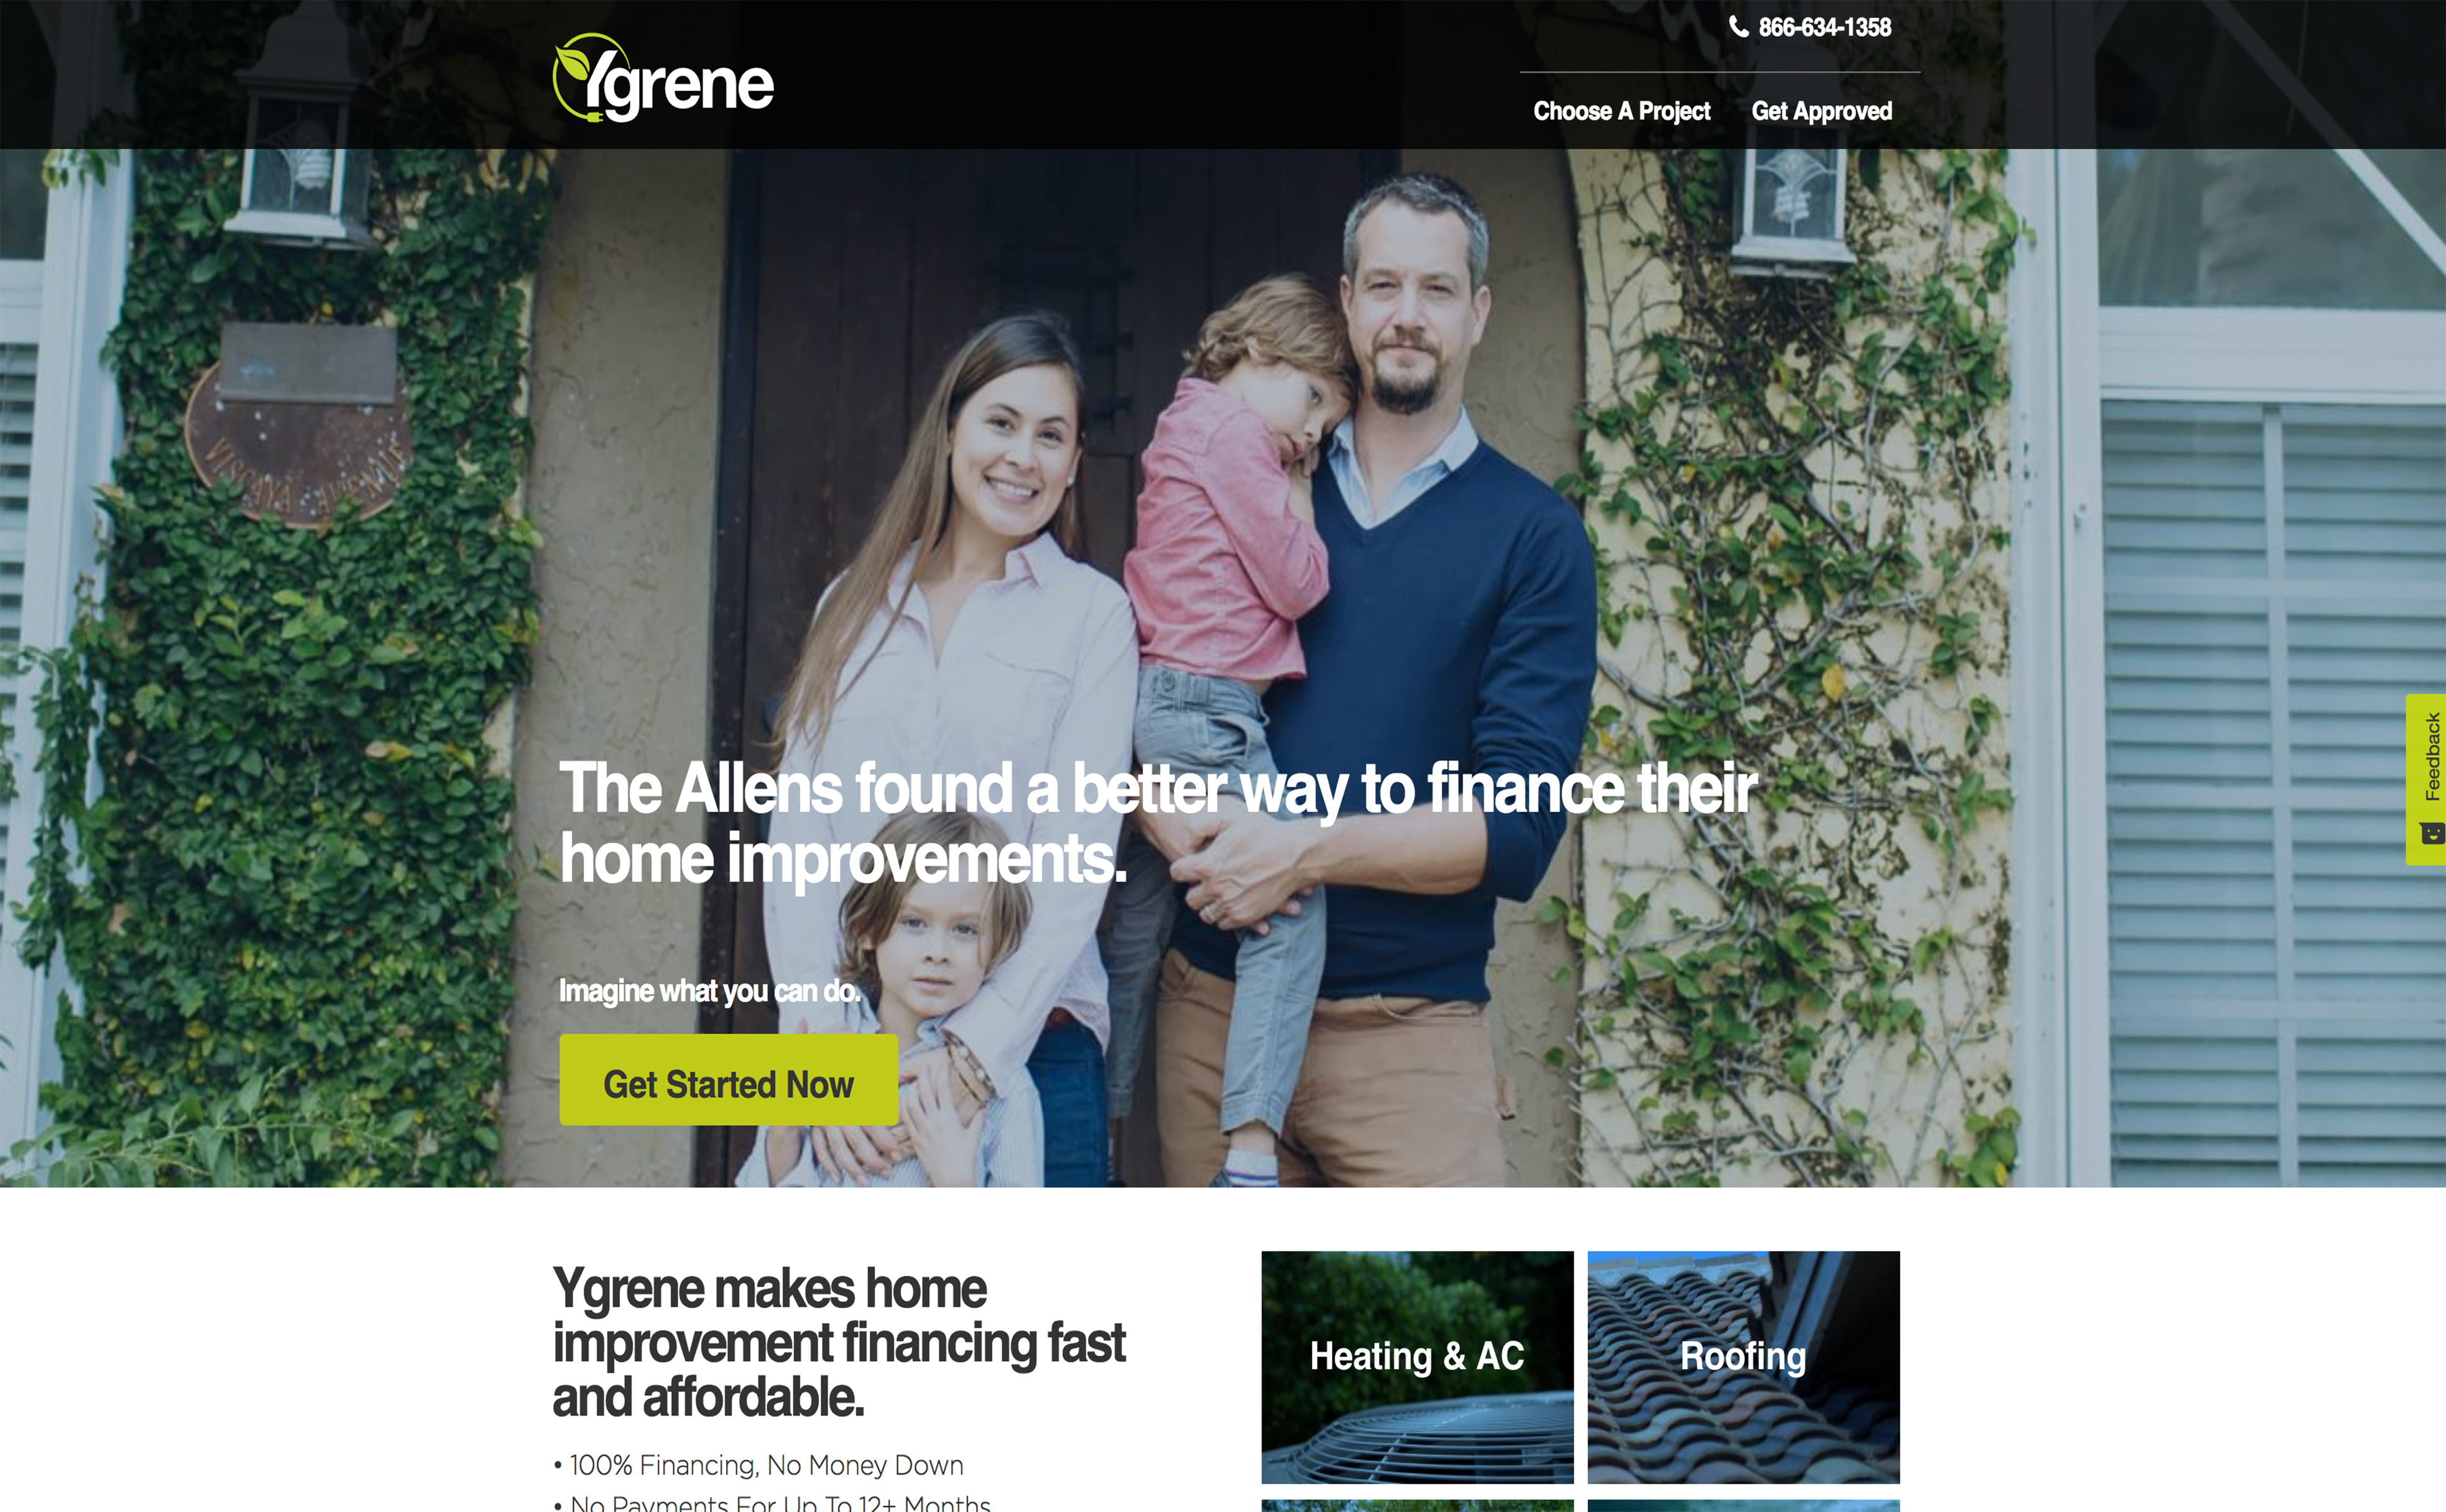 866-634-1358
Ygrene
Choose A Project
Get Approved
VISCAYA AVENUE
The Allens found a better way to finance their
home improvements.
Feedback
Imagine what you can do.
Get Started Now
Ygrene makes home
improvement financing fast
and affordable.
Heating & AC
Roofing
• 100% Financing, No Money Down
• No Payments For Up To 12+ Months